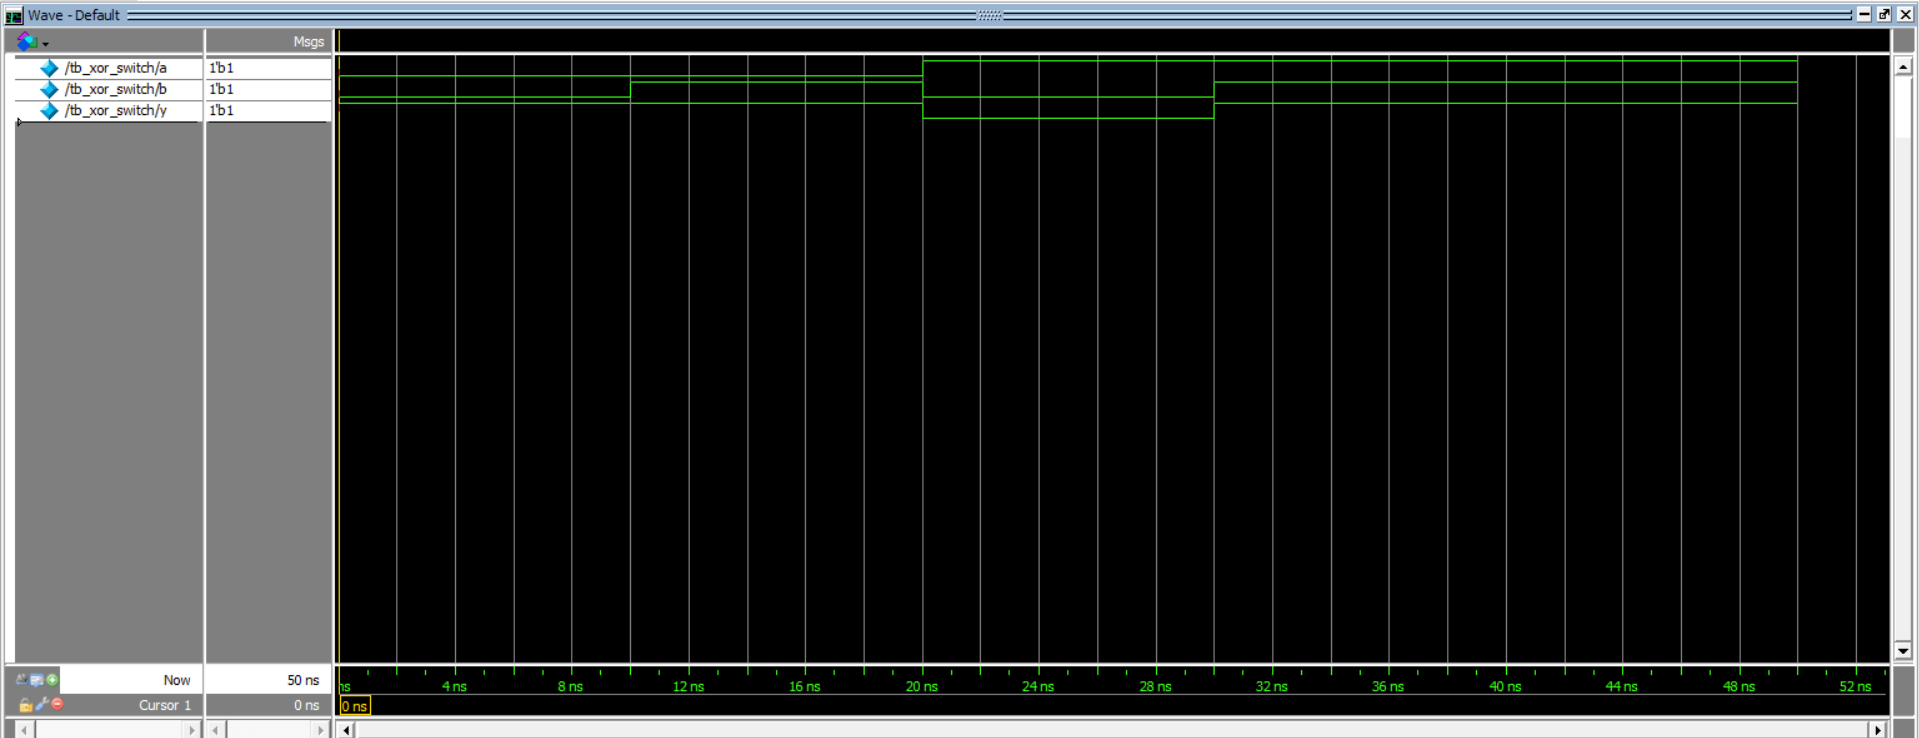 Wave - Default
Msgs
/tb_xor_switch/a 1'b1
/tb_xor_switch/b 1'b1
/tb_xor_switch/y 1'b1
Now 50 ns
ns 4 ns 8 ns 12 ns 16 ns 20 ns 24 ns 28 ns 32 ns 36 ns 40 ns 44 ns 48 ns 52 ns
Cursor 1 0 ns
0 ns